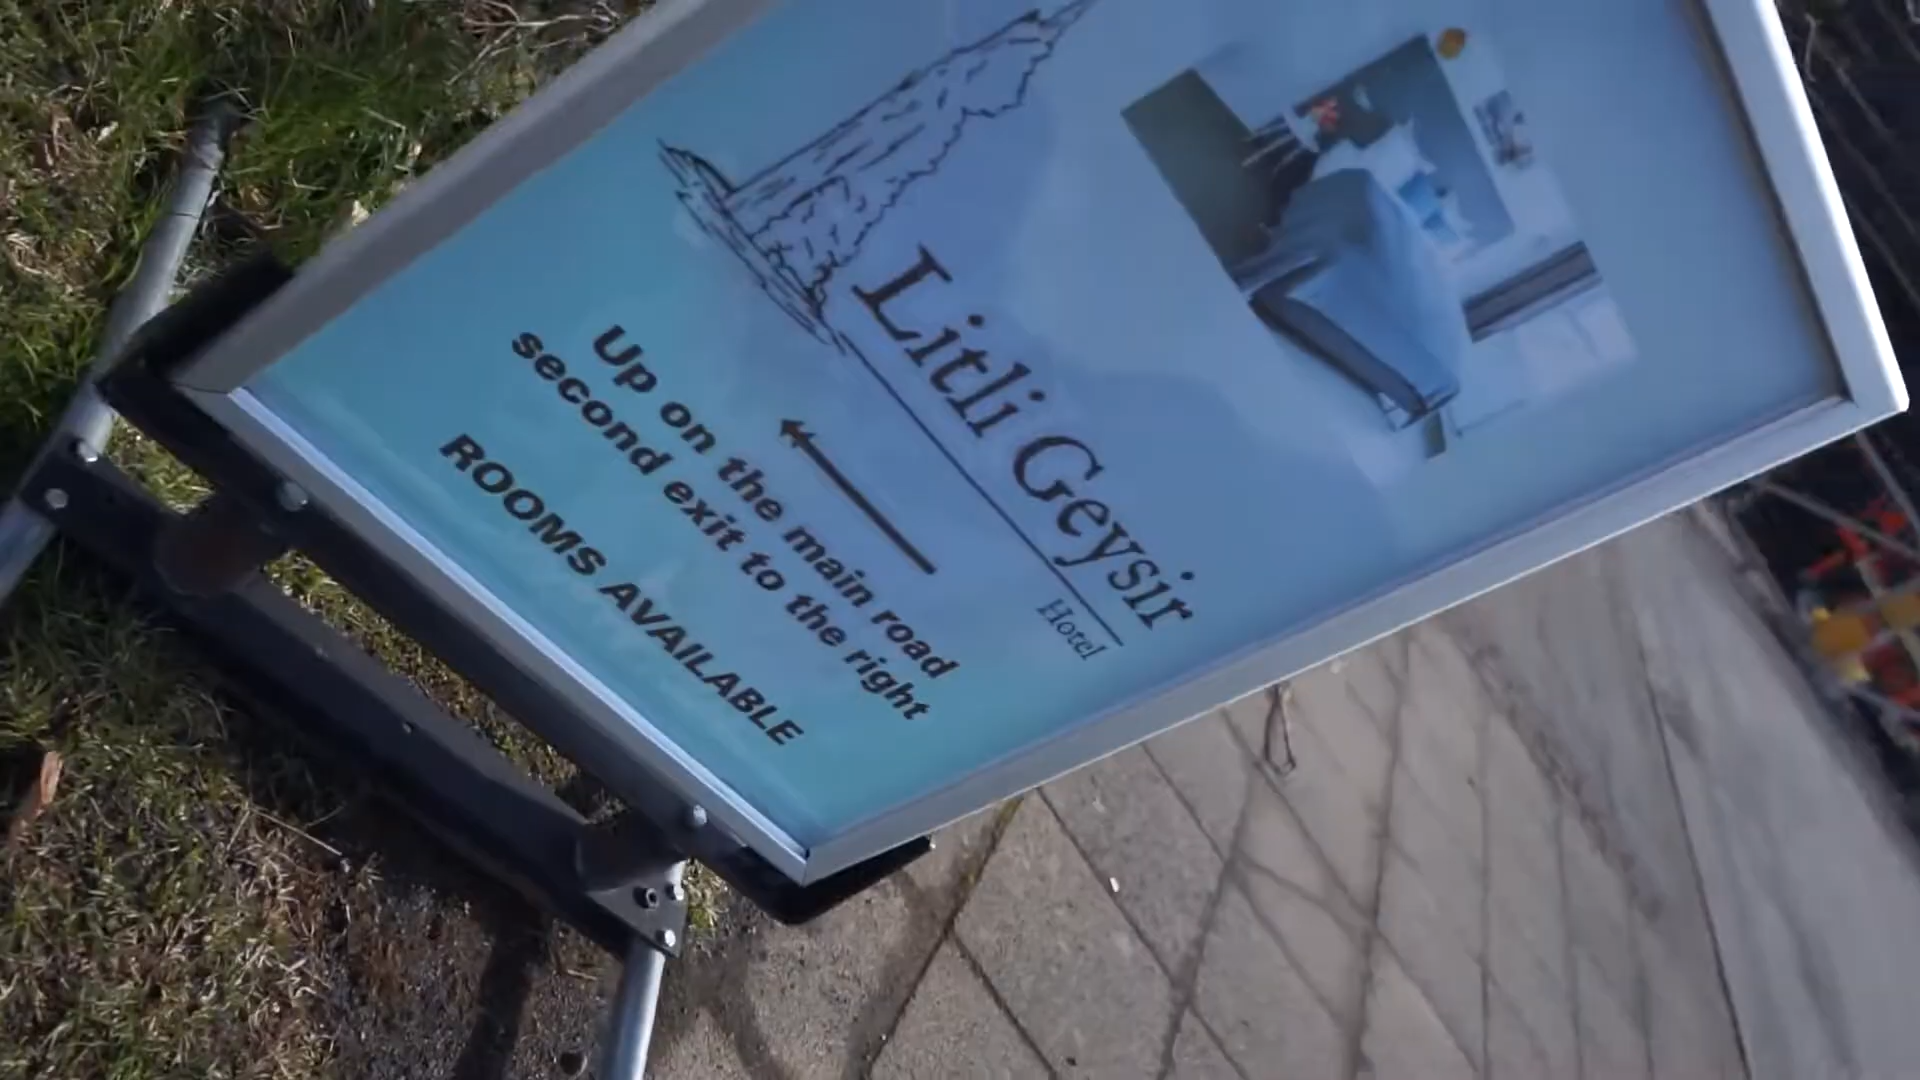 Litli Geysir
Hotel
Up on the main road
second exit to the right
ROOMS AVAILABLE